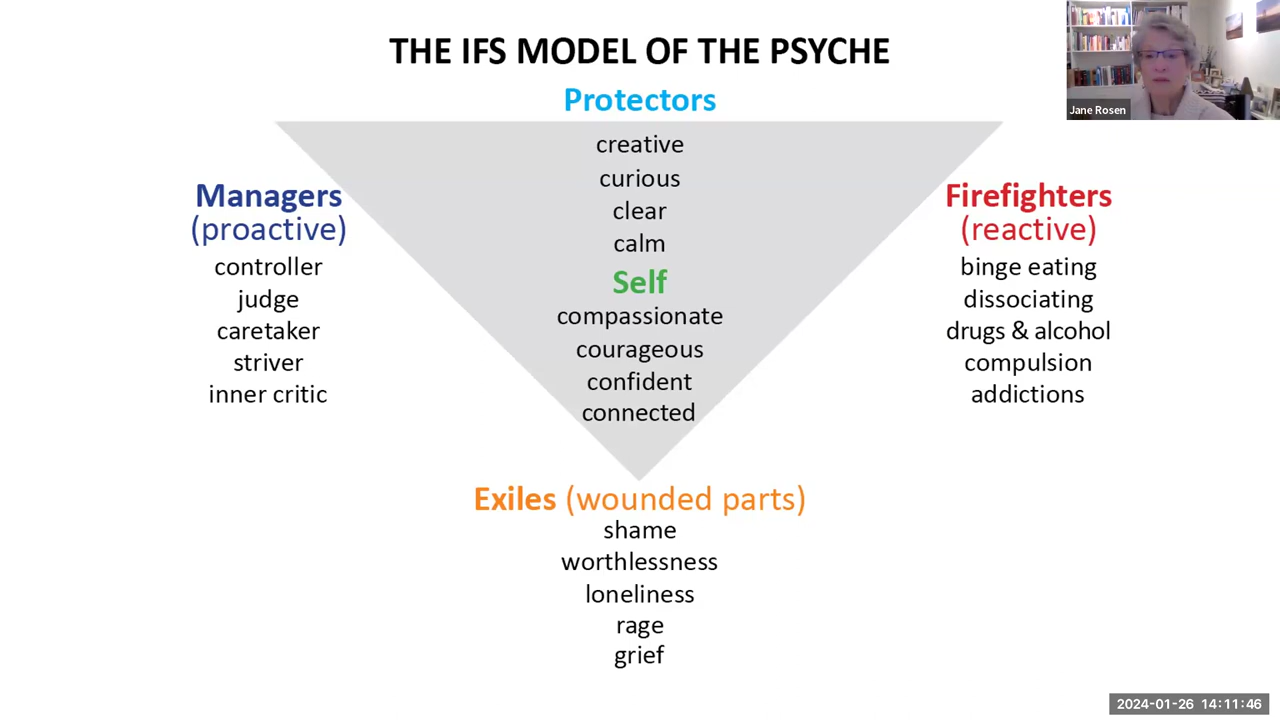 THE IFS MODEL OF THE PSYCHE
Protectors
Jane Rosen
creative
curious
clear
calm
Self
compassionate
courageous
confident
connected
Managers
(proactive)
controller
judge
caretaker
striver
inner critic
Firefighters
(reactive)
binge eating
dissociating
drugs & alcohol
compulsion
addictions
Exiles (wounded parts)
shame
worthlessness
loneliness
rage
grief
2024-01-26 14:11:46